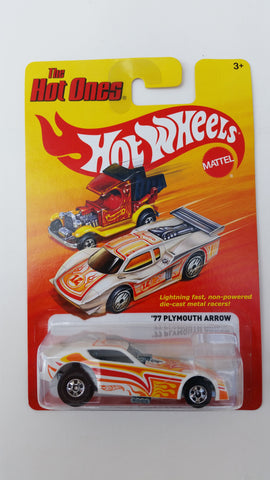 The
Hot Ones
3+
Hot Wheels
MATTEL
Lightning fast, non-powered
die-cast metal racers!
'77 PLYMOUTH ARROW